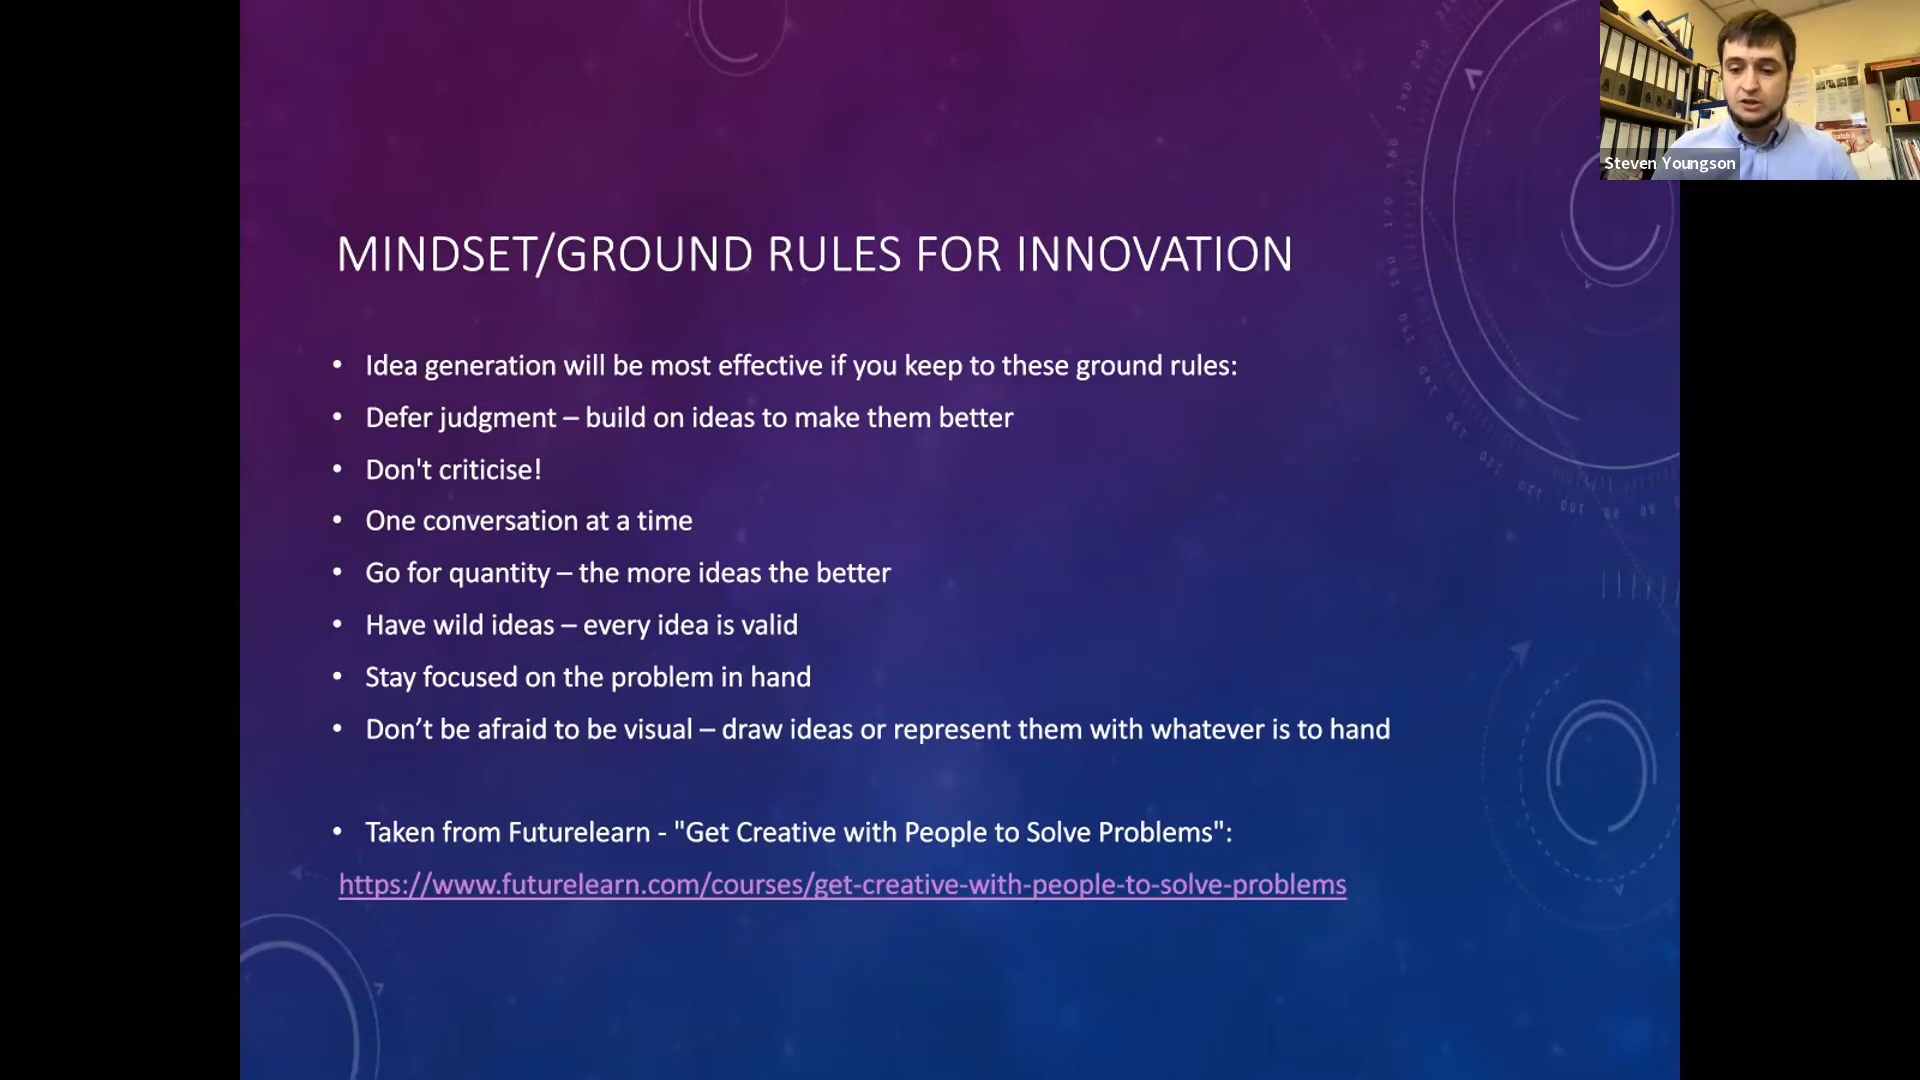 Steven Youngson
MINDSET/GROUND RULES FOR INNOVATION
• Idea generation will be most effective if you keep to these ground rules:
• Defer judgment – build on ideas to make them better
• Don't criticise!
• One conversation at a time
• Go for quantity – the more ideas the better
• Have wild ideas – every idea is valid
• Stay focused on the problem in hand
• Don’t be afraid to be visual – draw ideas or represent them with whatever is to hand
• Taken from Futurelearn - "Get Creative with People to Solve Problems":
https://www.futurelearn.com/courses/get-creative-with-people-to-solve-problems